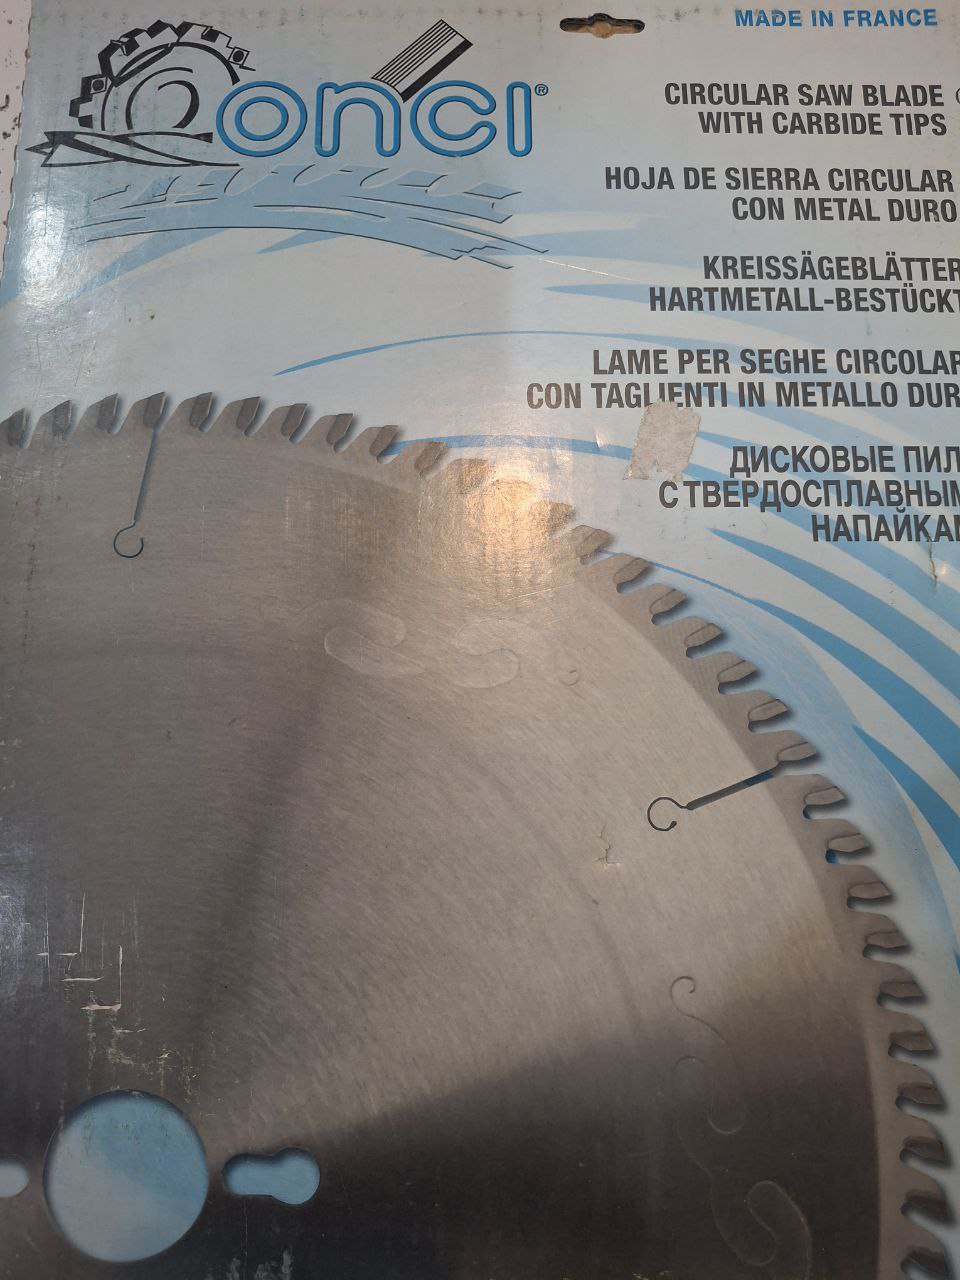 onci®
MADE IN FRANCE
CIRCULAR SAW BLADE
WITH CARBIDE TIPS
HOJA DE SIERRA CIRCULAR
CON METAL DURO
KREISSÄGEBLÄTTER
HARTMETALL-BESTÜCKT
LAME PER SEGHE CIRCOLAR
CON TAGLIENTI IN METALLO DUR
ДИСКОВЫЕ ПИЛ
С ТВЕРДОСПЛАВНЫМ
НАПАЙКАМ